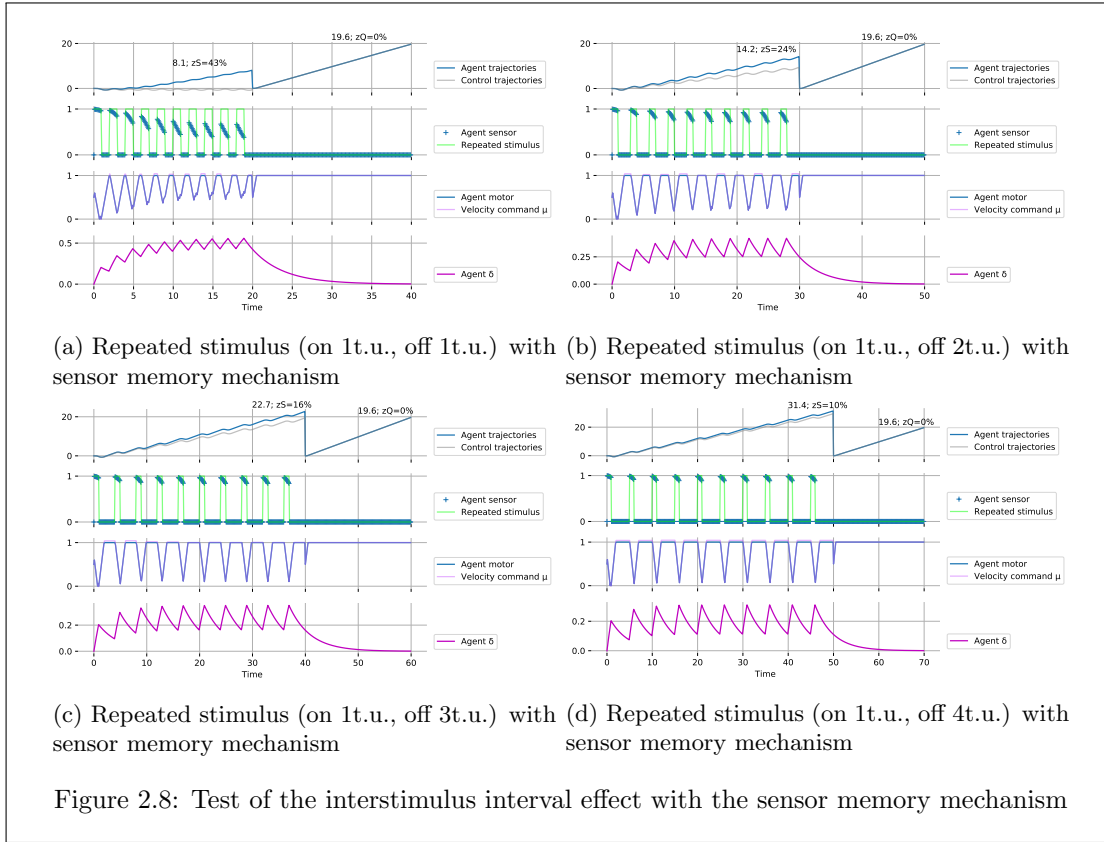 19.6; zQ=0%
20
8.1; zS=43%
Agent trajectories
Control trajectories
0
1
Agent sensor
Repeated stimulus
0
1
Agent motor
Velocity command μ
0
0.5
Agent δ
0.0
0 5 10 15 20 25 30 35 40
Time
19.6; zQ=0%
20
14.2; zS=24%
Agent trajectories
Control trajectories
0
1
Agent sensor
Repeated stimulus
0
1
Agent motor
Velocity command μ
0
0.25
Agent δ
0.00
0 10 20 30 40 50
Time
(a) Repeated stimulus (on 1t.u., off 1t.u.) with
sensor memory mechanism
(b) Repeated stimulus (on 1t.u., off 2t.u.) with
sensor memory mechanism
22.7; zS=16%
19.6; zQ=0%
20
Agent trajectories
Control trajectories
0
1
Agent sensor
Repeated stimulus
0
1
Agent motor
Velocity command μ
0
0.2
Agent δ
0.0
0 10 20 30 40 50 60
Time
31.4; zS=10%
19.6; zQ=0%
20
Agent trajectories
Control trajectories
0
1
Agent sensor
Repeated stimulus
0
1
Agent motor
Velocity command μ
0
0.2
Agent δ
0.0
0 10 20 30 40 50 60 70
Time
(c) Repeated stimulus (on 1t.u., off 3t.u.) with
sensor memory mechanism
(d) Repeated stimulus (on 1t.u., off 4t.u.) with
sensor memory mechanism
Figure 2.8: Test of the interstimulus interval effect with the sensor memory mechanism